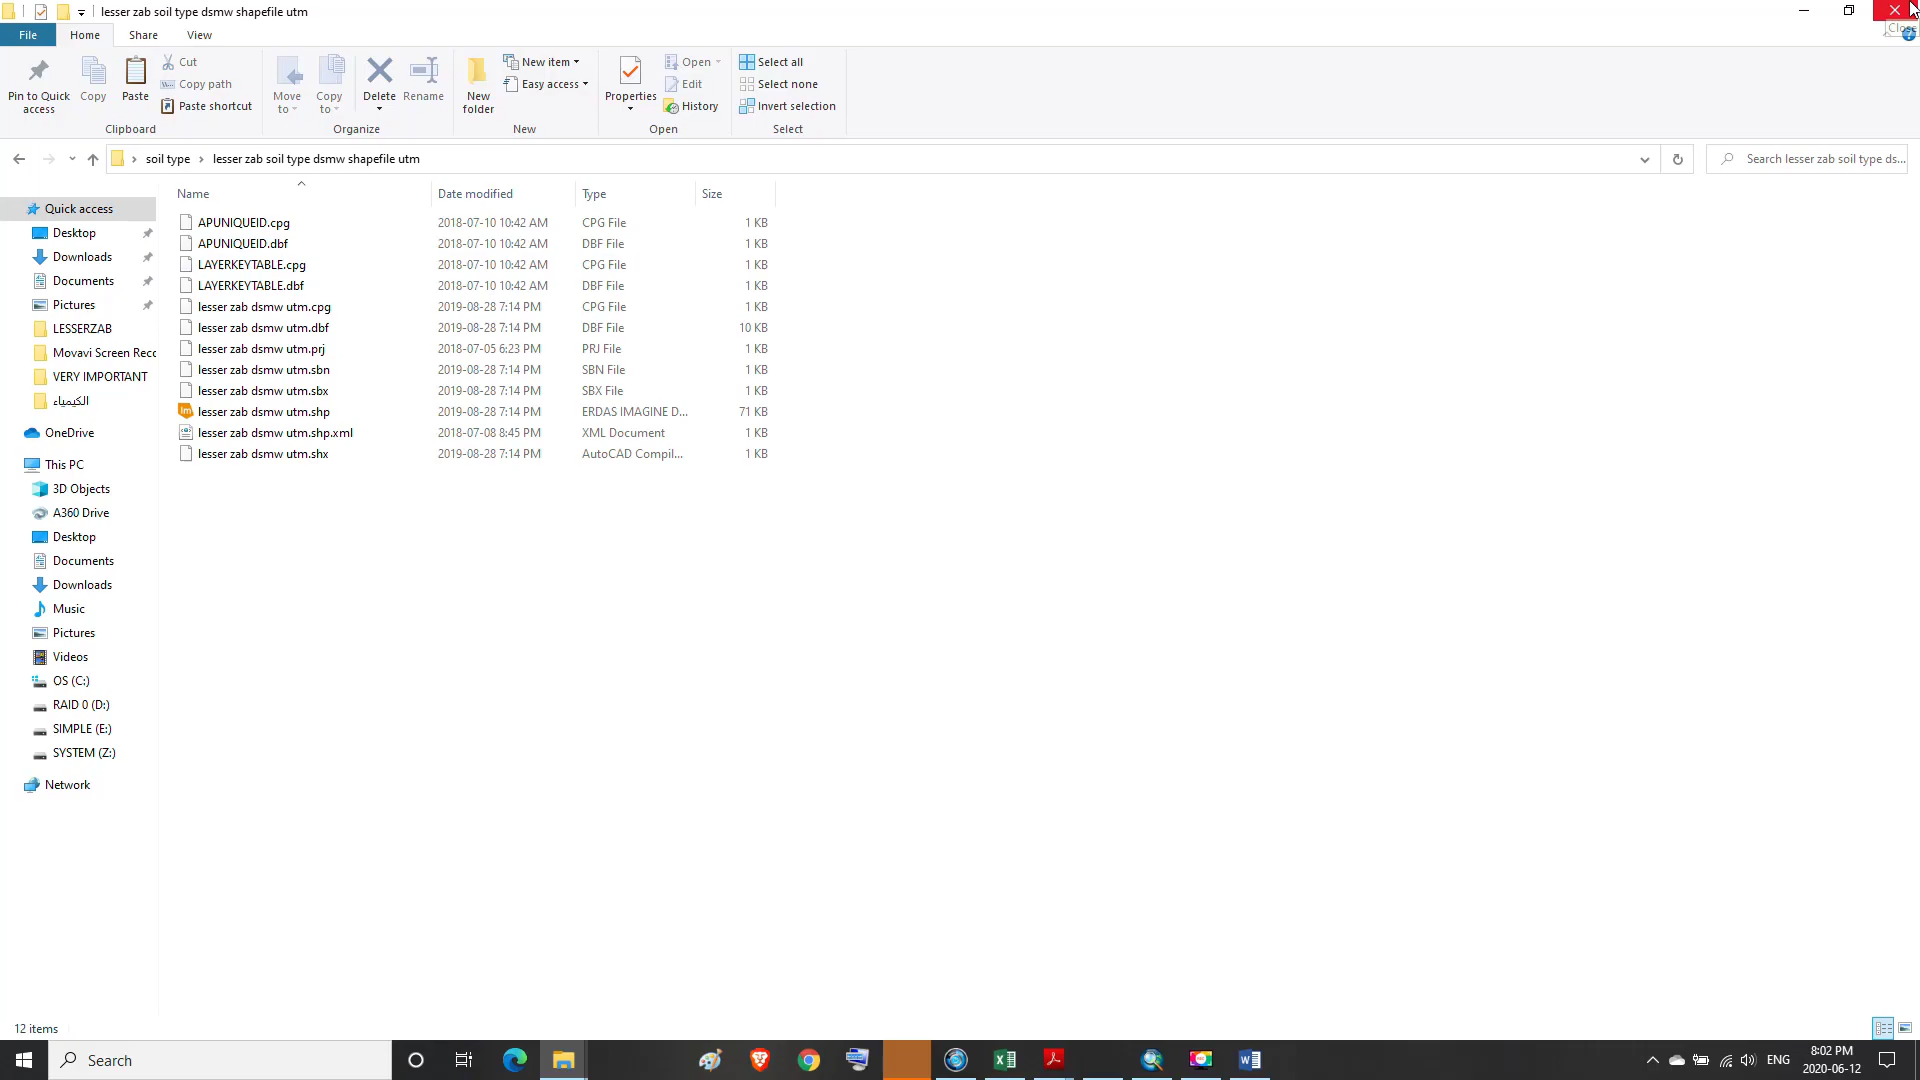 lesser zab soil type dsmw shapefile utm
File Home Share View
Pin to Quick access
Copy
Paste
Cut
Copy path
Paste shortcut
Clipboard
Move to
Copy to
Delete
Rename
Organize
New folder
New item
Easy access
New
Properties
Open
Edit
History
Open
Select all
Select none
Invert selection
Select
Close
soil type › lesser zab soil type dsmw shapefile utm
Search lesser zab soil type ds...
Name Date modified Type Size
APUNIQUEID.cpg 2018-07-10 10:42 AM CPG File 1 KB
APUNIQUEID.dbf 2018-07-10 10:42 AM DBF File 1 KB
LAYERKEYTABLE.cpg 2018-07-10 10:42 AM CPG File 1 KB
LAYERKEYTABLE.dbf 2018-07-10 10:42 AM DBF File 1 KB
lesser zab dsmw utm.cpg 2019-08-28 7:14 PM CPG File 1 KB
lesser zab dsmw utm.dbf 2019-08-28 7:14 PM DBF File 10 KB
lesser zab dsmw utm.prj 2018-07-05 6:23 PM PRJ File 1 KB
lesser zab dsmw utm.sbn 2019-08-28 7:14 PM SBN File 1 KB
lesser zab dsmw utm.sbx 2019-08-28 7:14 PM SBX File 1 KB
lesser zab dsmw utm.shp 2019-08-28 7:14 PM ERDAS IMAGINE D... 71 KB
lesser zab dsmw utm.shp.xml 2018-07-08 8:45 PM XML Document 1 KB
lesser zab dsmw utm.shx 2019-08-28 7:14 PM AutoCAD Compil... 1 KB
Quick access
Desktop
Downloads
Documents
Pictures
LESSERZAB
Movavi Screen Reco
VERY IMPORTANT
الكيمياء
OneDrive
This PC
3D Objects
A360 Drive
Desktop
Documents
Downloads
Music
Pictures
Videos
OS (C:)
RAID 0 (D:)
SIMPLE (E:)
SYSTEM (Z:)
Network
12 items
Search
ENG
8:02 PM
2020-06-12